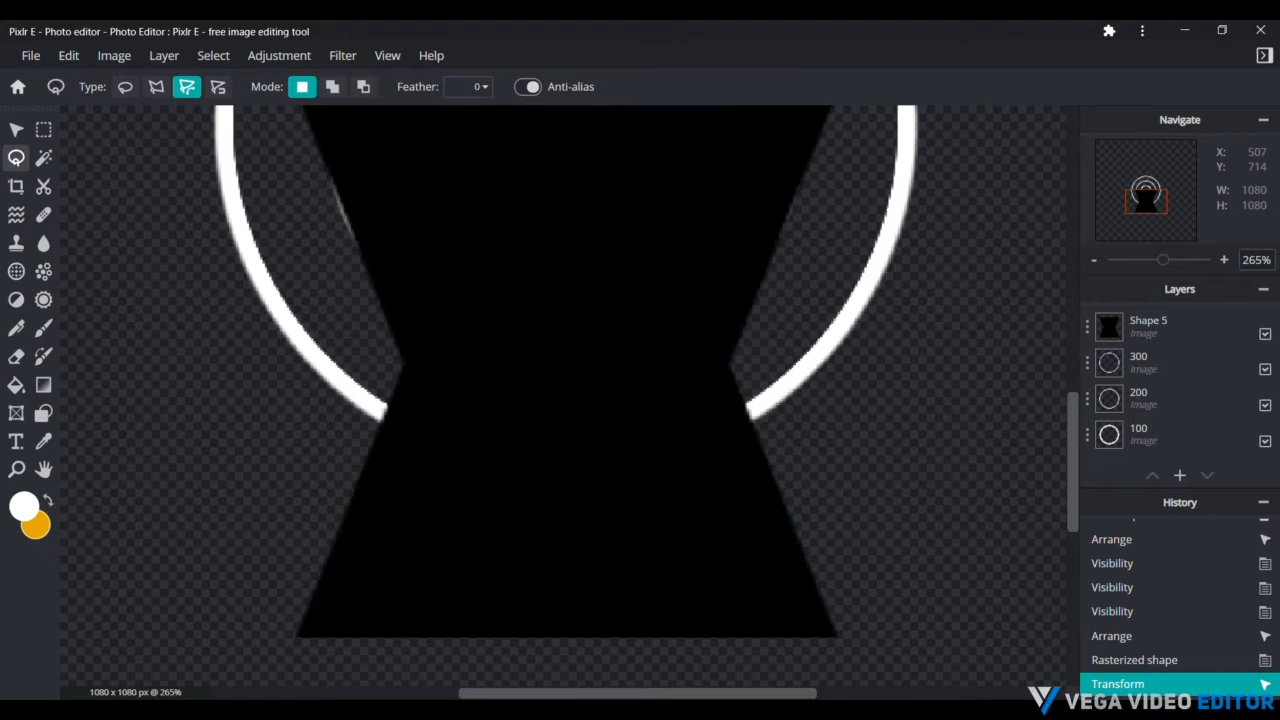 Pixlr E - Photo editor - Photo Editor : Pixlr E - free image editing tool
File Edit Image Layer Select Adjustment Filter View Help
Type: Mode: Feather: 0 Anti-alias
Navigate
X: 507
Y: 714
W: 1080
H: 1080
- + 265%
Layers
Shape 5
Image
300
Image
200
Image
100
Image
History
Arrange
Visibility
Visibility
Visibility
Arrange
Rasterized shape
Transform
1080 x 1080 px @ 265%
VEGA VIDEO EDITOR